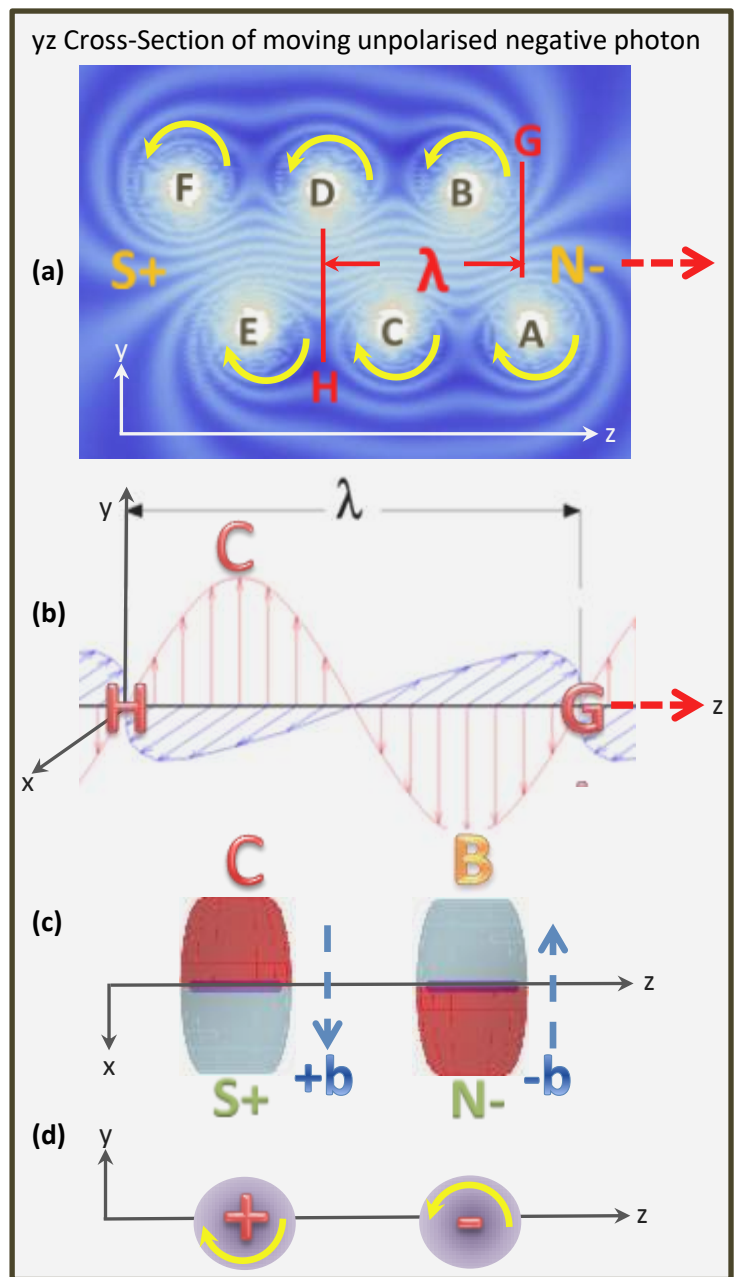 yz Cross-Section of moving unpolarised negative photon
(a)
F D B G
S+ λ N-
E C A
H
y
z
(b)
y λ
C
H G z
x
C B
(c)
z
x
+b -b
S+ N-
(d)
y
+ - z